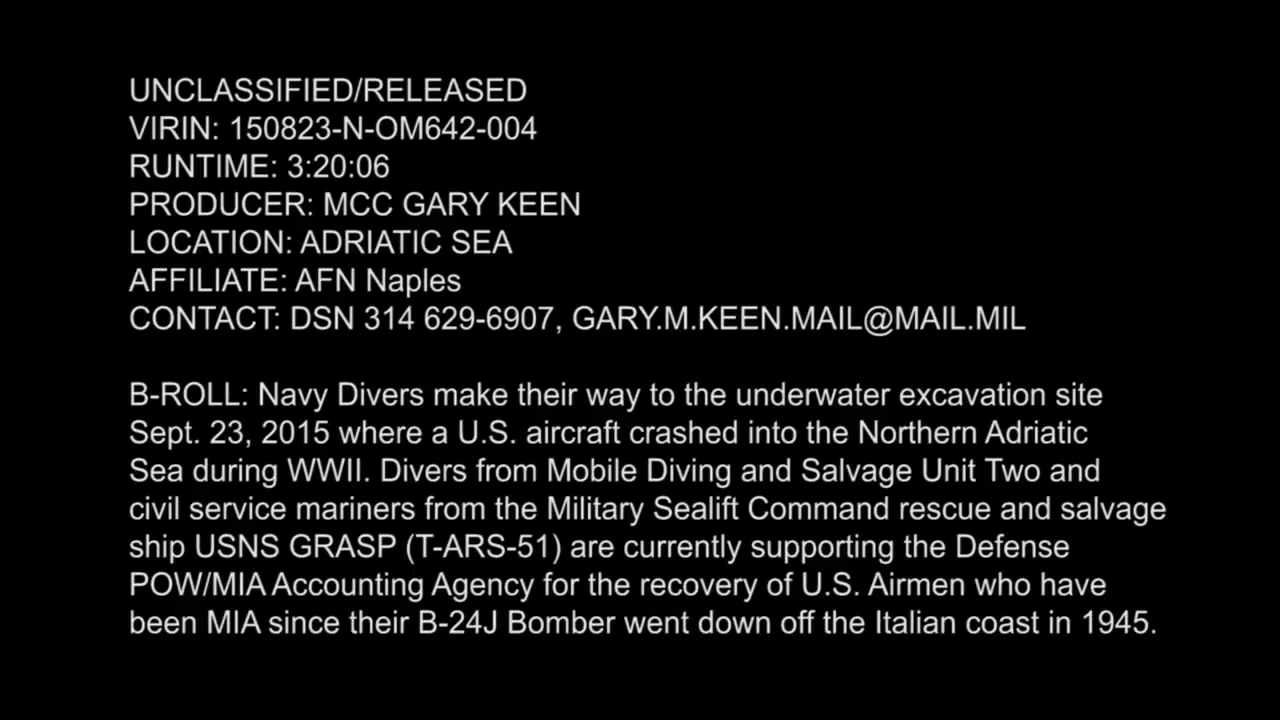 UNCLASSIFIED/RELEASED
VIRIN: 150823-N-OM642-004
RUNTIME: 3:20:06
PRODUCER: MCC GARY KEEN
LOCATION: ADRIATIC SEA
AFFILIATE: AFN Naples
CONTACT: DSN 314 629-6907, GARY.M.KEEN.MAIL@MAIL.MIL
B-ROLL: Navy Divers make their way to the underwater excavation site
Sept. 23, 2015 where a U.S. aircraft crashed into the Northern Adriatic
Sea during WWII. Divers from Mobile Diving and Salvage Unit Two and
civil service mariners from the Military Sealift Command rescue and salvage
ship USNS GRASP (T-ARS-51) are currently supporting the Defense
POW/MIA Accounting Agency for the recovery of U.S. Airmen who have
been MIA since their B-24J Bomber went down off the Italian coast in 1945.